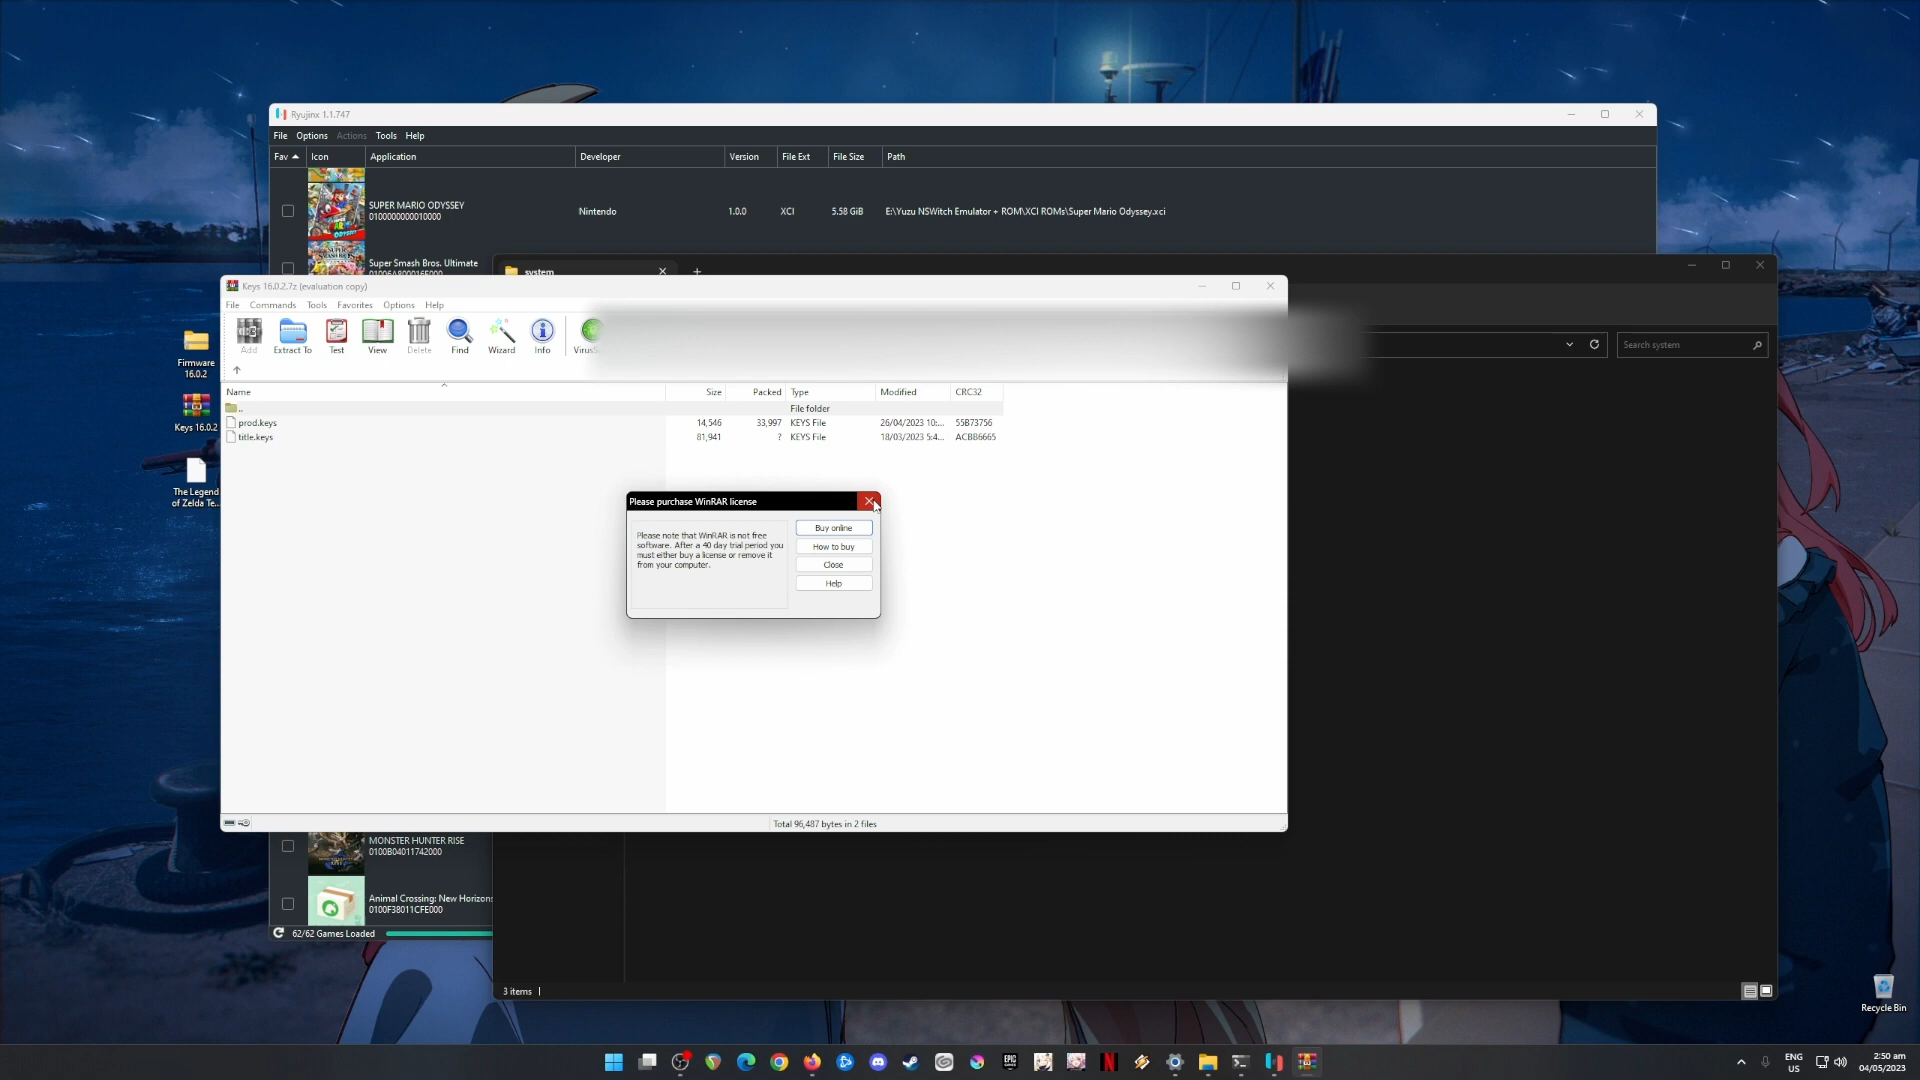 Ryujinx 1.1.747
File Options Actions Tools Help
Fav Icon Application Developer Version File Ext File Size Path
SUPER MARIO ODYSSEY
0100000000010000
Nintendo 1.0.0 XCI 5.58 GiB E:\Yuzu NSWitch Emulator + ROM\XCI ROMs\Super Mario Odyssey.xci
Super Smash Bros. Ultimate
01006A800016E000
system
Search system
Keys 16.0.2.7z (evaluation copy)
File Commands Tools Favorites Options Help
Add Extract To Test View Delete Find Wizard Info
Name Size Packed Type Modified CRC32
.. File folder
prod.keys 14,546 33,997 KEYS File 26/04/2023 10:... 55B73756
title.keys 81,941 ? KEYS File 18/03/2023 5:4... ACB86665
Please purchase WinRAR license
Please note that WinRAR is not free
software. After a 40 day trial period you
must either buy a license or remove it
from your computer.
Buy online
How to buy
Close
Help
Total 96,487 bytes in 2 files
Firmware
16.0.2
Keys 16.0.2
The Legend
of Zelda Te...
MONSTER HUNTER RISE
0100B04011742000
Animal Crossing: New Horizons
0100F38011CFE000
62/62 Games Loaded
3 items
Recycle Bin
EPIC
GAMES
N
ENG
US
2:50 am
04/05/2023